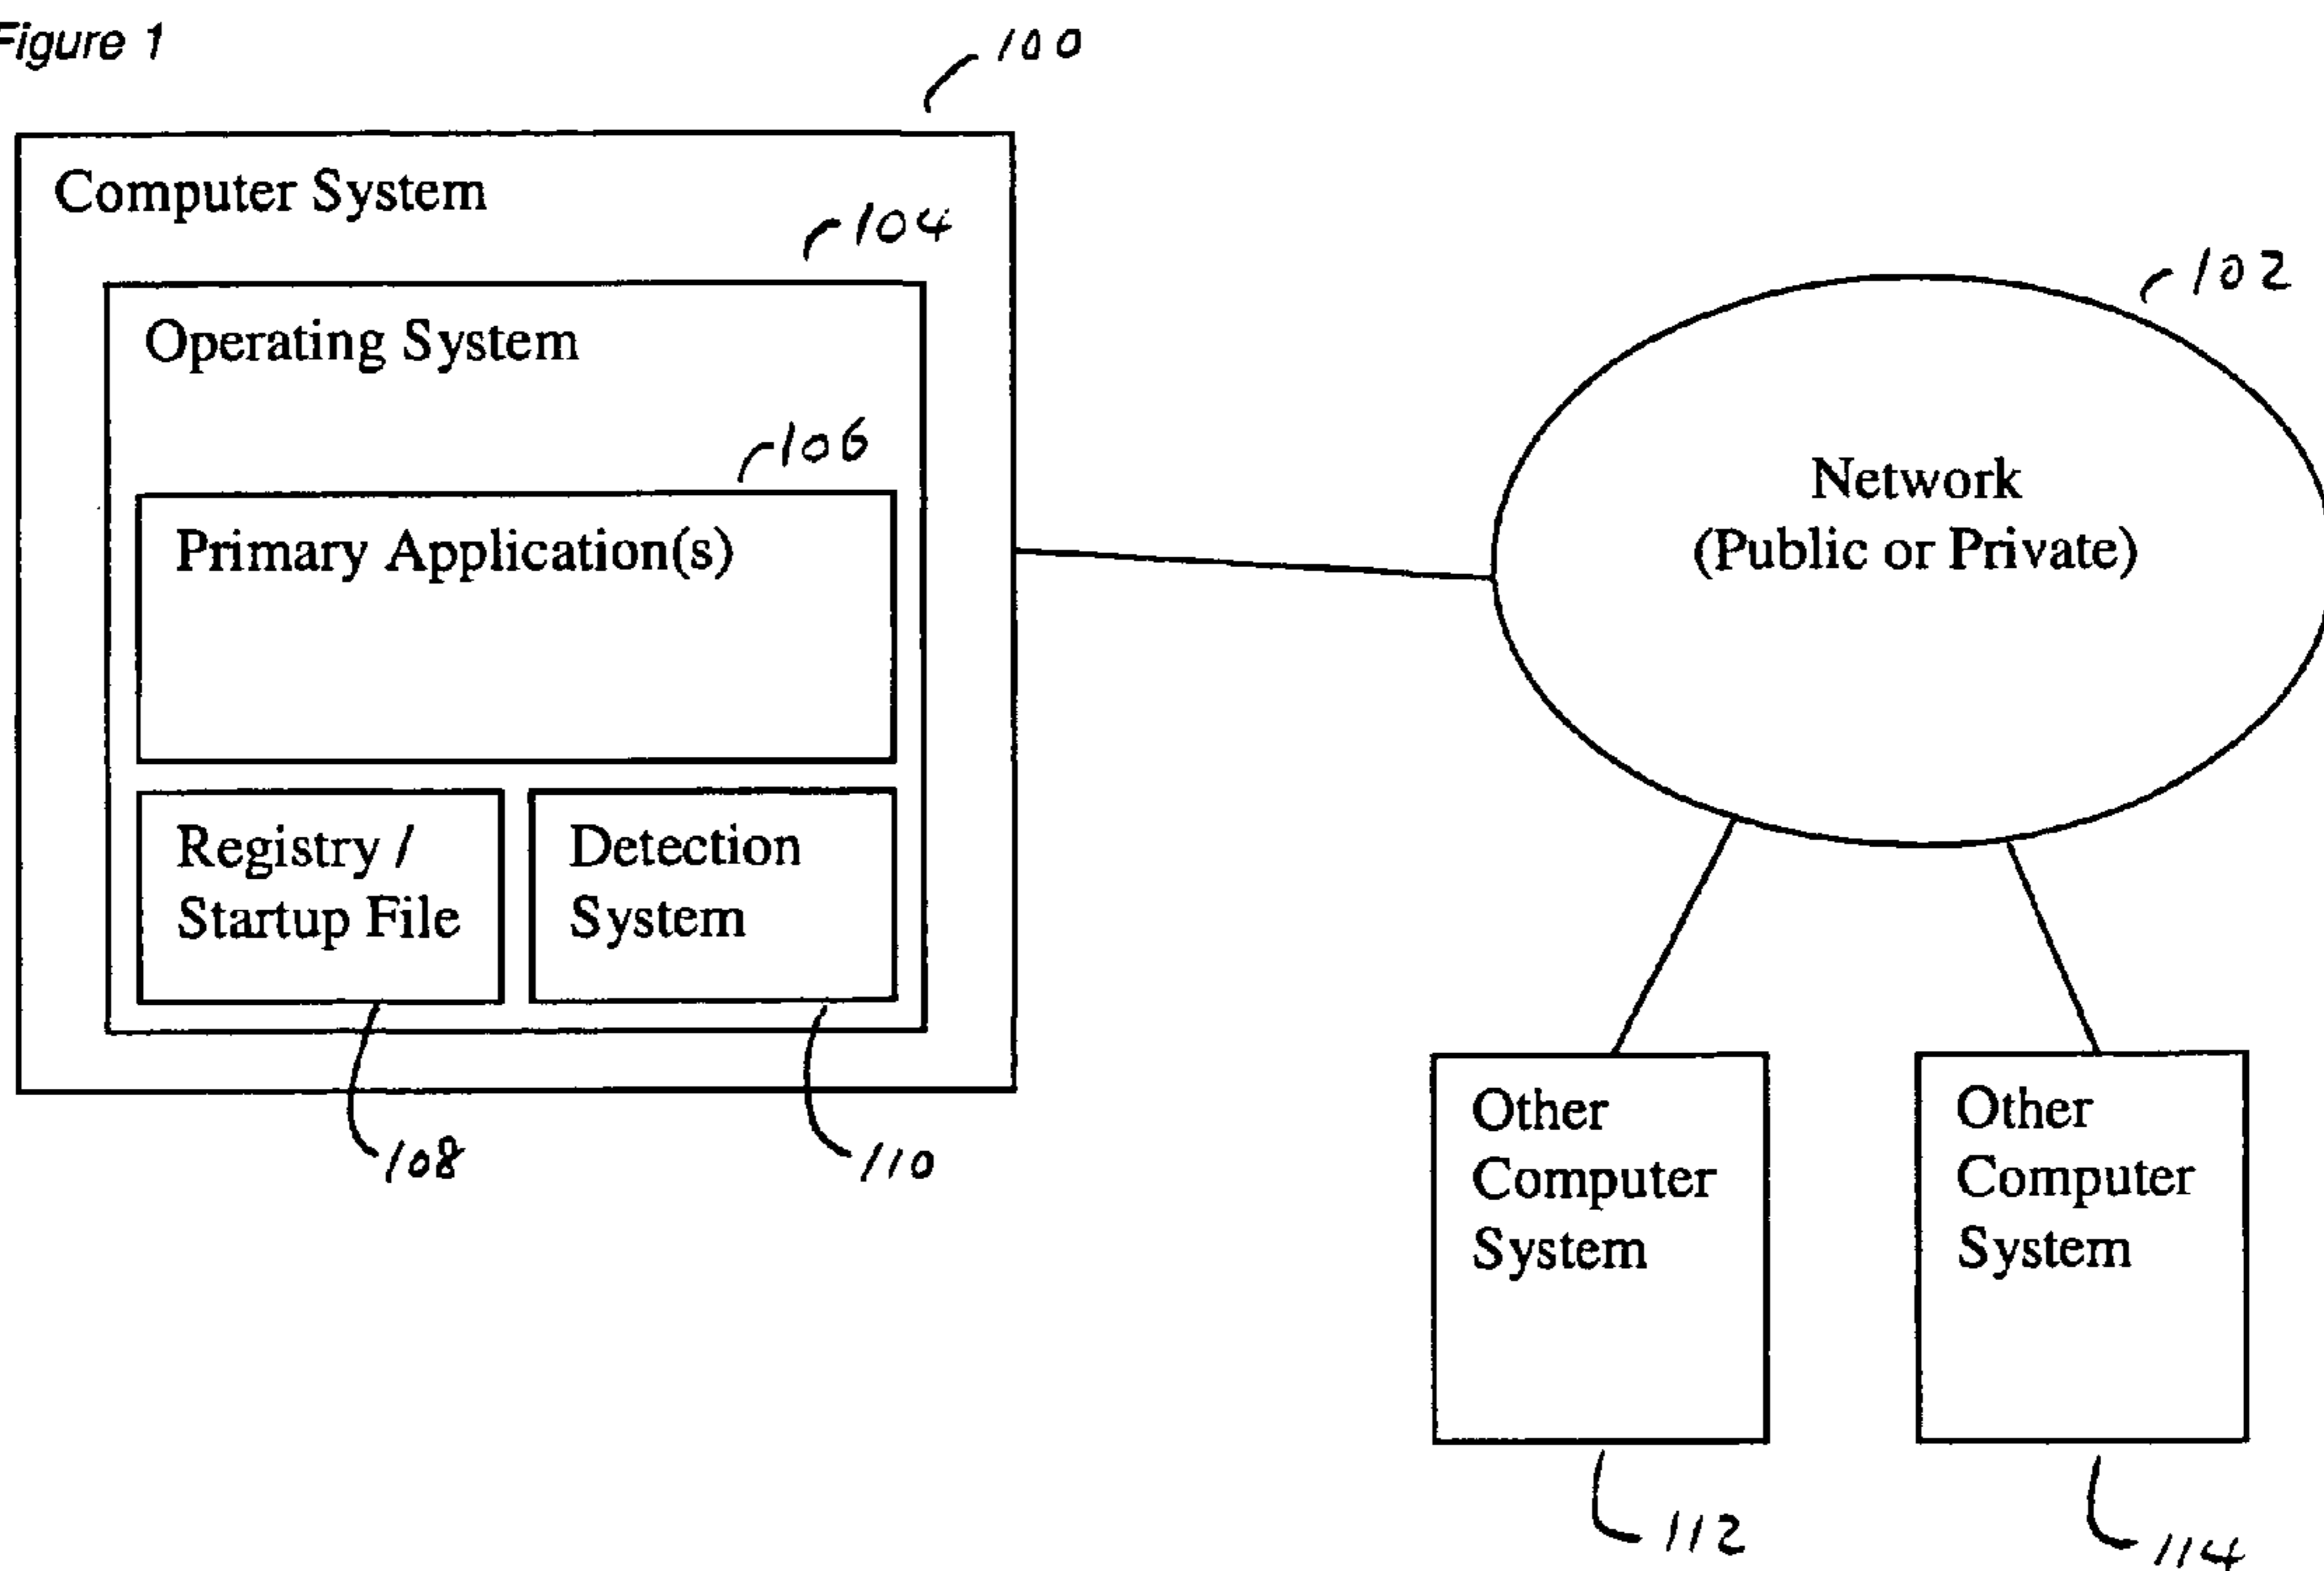 Figure 1
100
Computer System
104
Operating System
106
Primary Application(s)
Registry /
Startup File
Detection
System
108
110
102
Network
(Public or Private)
Other
Computer
System
112
Other
Computer
System
114